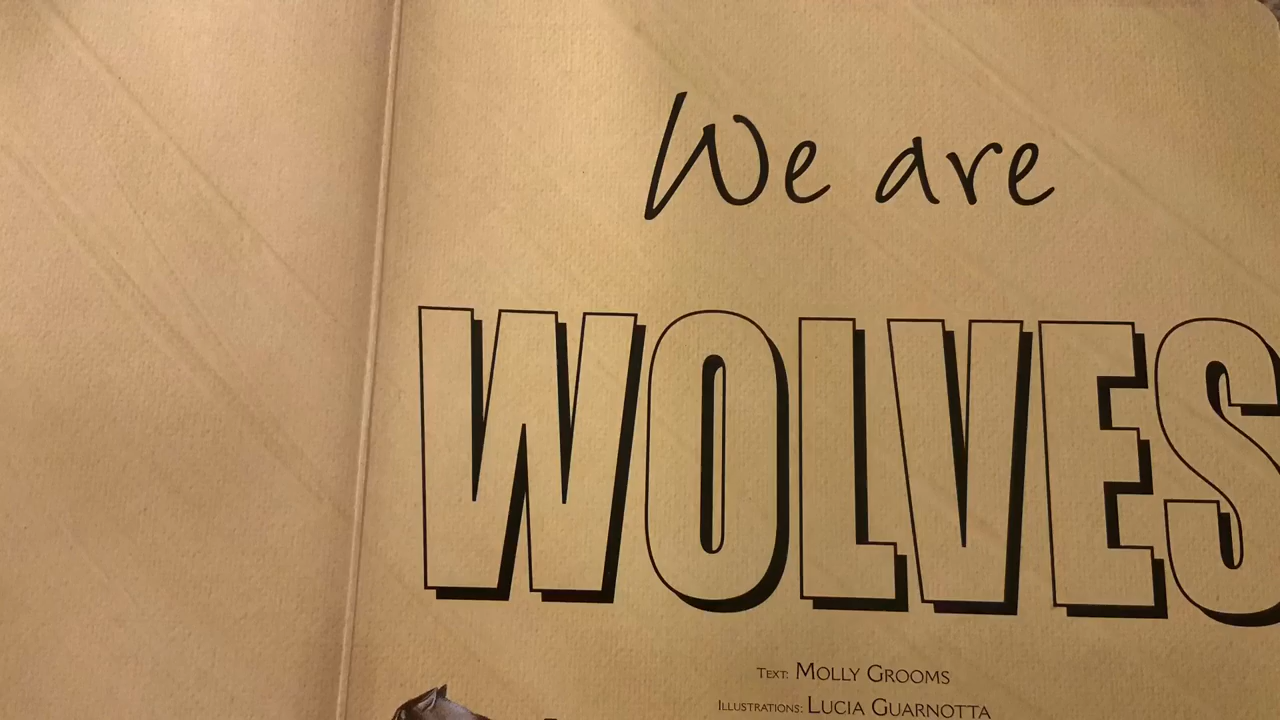 We are
WOLVES
TEXT: MOLLY GROOMS
ILLUSTRATIONS: LUCIA GUARNOTTA